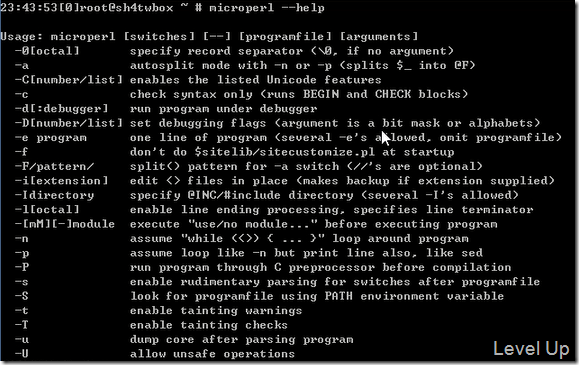 23:43:53[0]root@sh4twbox ~ # microperl --help
Usage: microperl [switches] [--] [programfile] [arguments]
-0[octal] specify record separator (\0, if no argument)
-a autosplit mode with -n or -p (splits $_ into @F)
-C[number/list] enables the listed Unicode features
-c check syntax only (runs BEGIN and CHECK blocks)
-d[:debugger] run program under debugger
-D[number/list] set debugging flags (argument is a bit mask or alphabets)
-e program one line of program (several -e's allowed, omit programfile)
-f don't do $sitelib/sitecustomize.pl at startup
-F/pattern/ split() pattern for -a switch (//'s are optional)
-i[extension] edit <> files in place (makes backup if extension supplied)
-Idirectory specify @INC/#include directory (several -I's allowed)
-l[octal] enable line ending processing, specifies line terminator
-[mM][-]module execute "use/no module..." before executing program
-n assume "while (<>) { ... }" loop around program
-p assume loop like -n but print line also, like sed
-P run program through C preprocessor before compilation
-s enable rudimentary parsing for switches after programfile
-S look for programfile using PATH environment variable
-t enable tainting warnings
-T enable tainting checks
-u dump core after parsing program
-U allow unsafe operations
Level Up